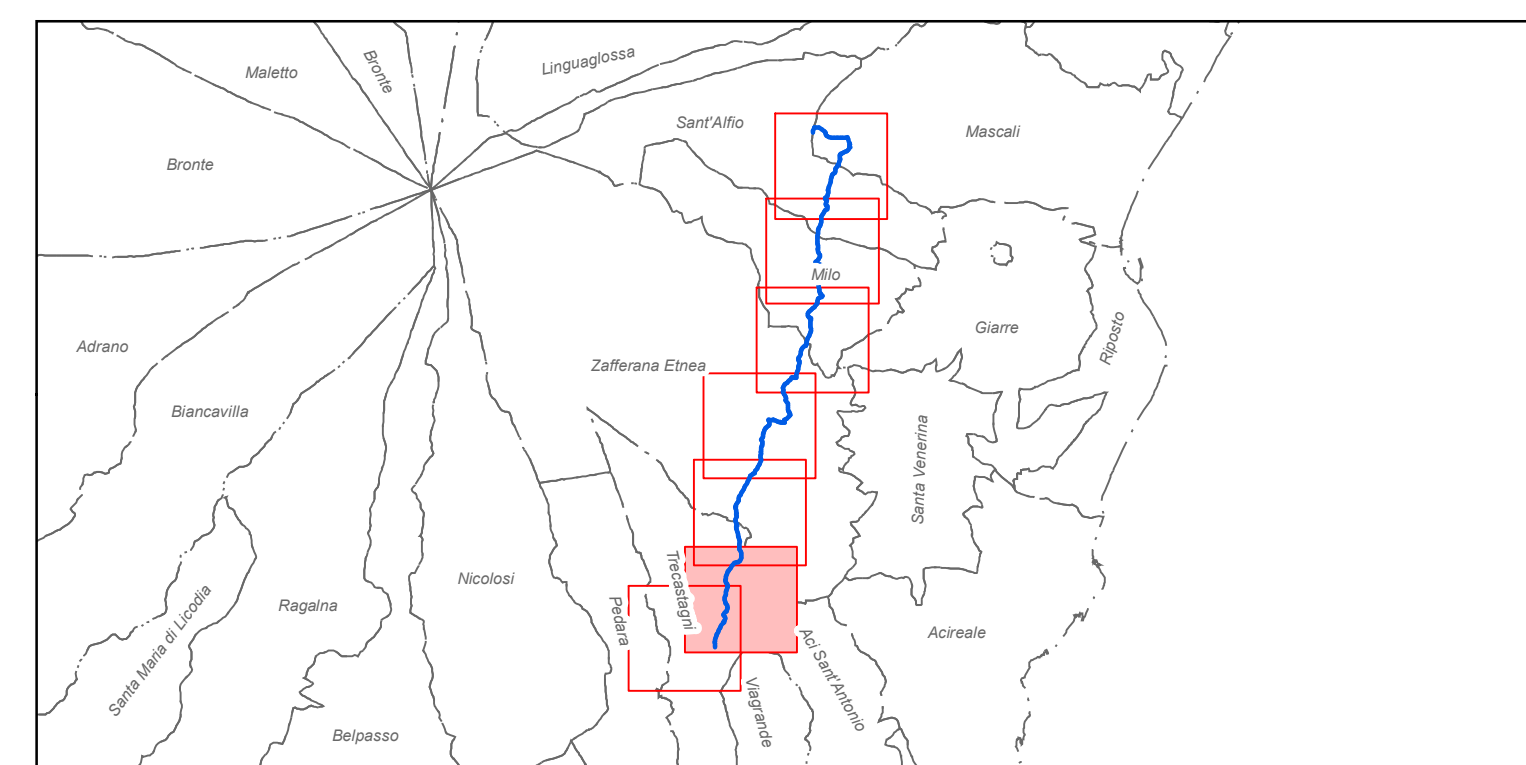 Linguaglossa
Maletto
Bronte
Sant'Alfio
Mascali
Bronte
Milo
Giarre
Riposto
Adrano
Zafferana Etnea
Biancavilla
Santa Venerina
Trecastagni
Nicolosi
Ragalna
Pedara
Santa Maria di Licodia
Acireale
Aci Sant'Antonio
Viagrande
Belpasso